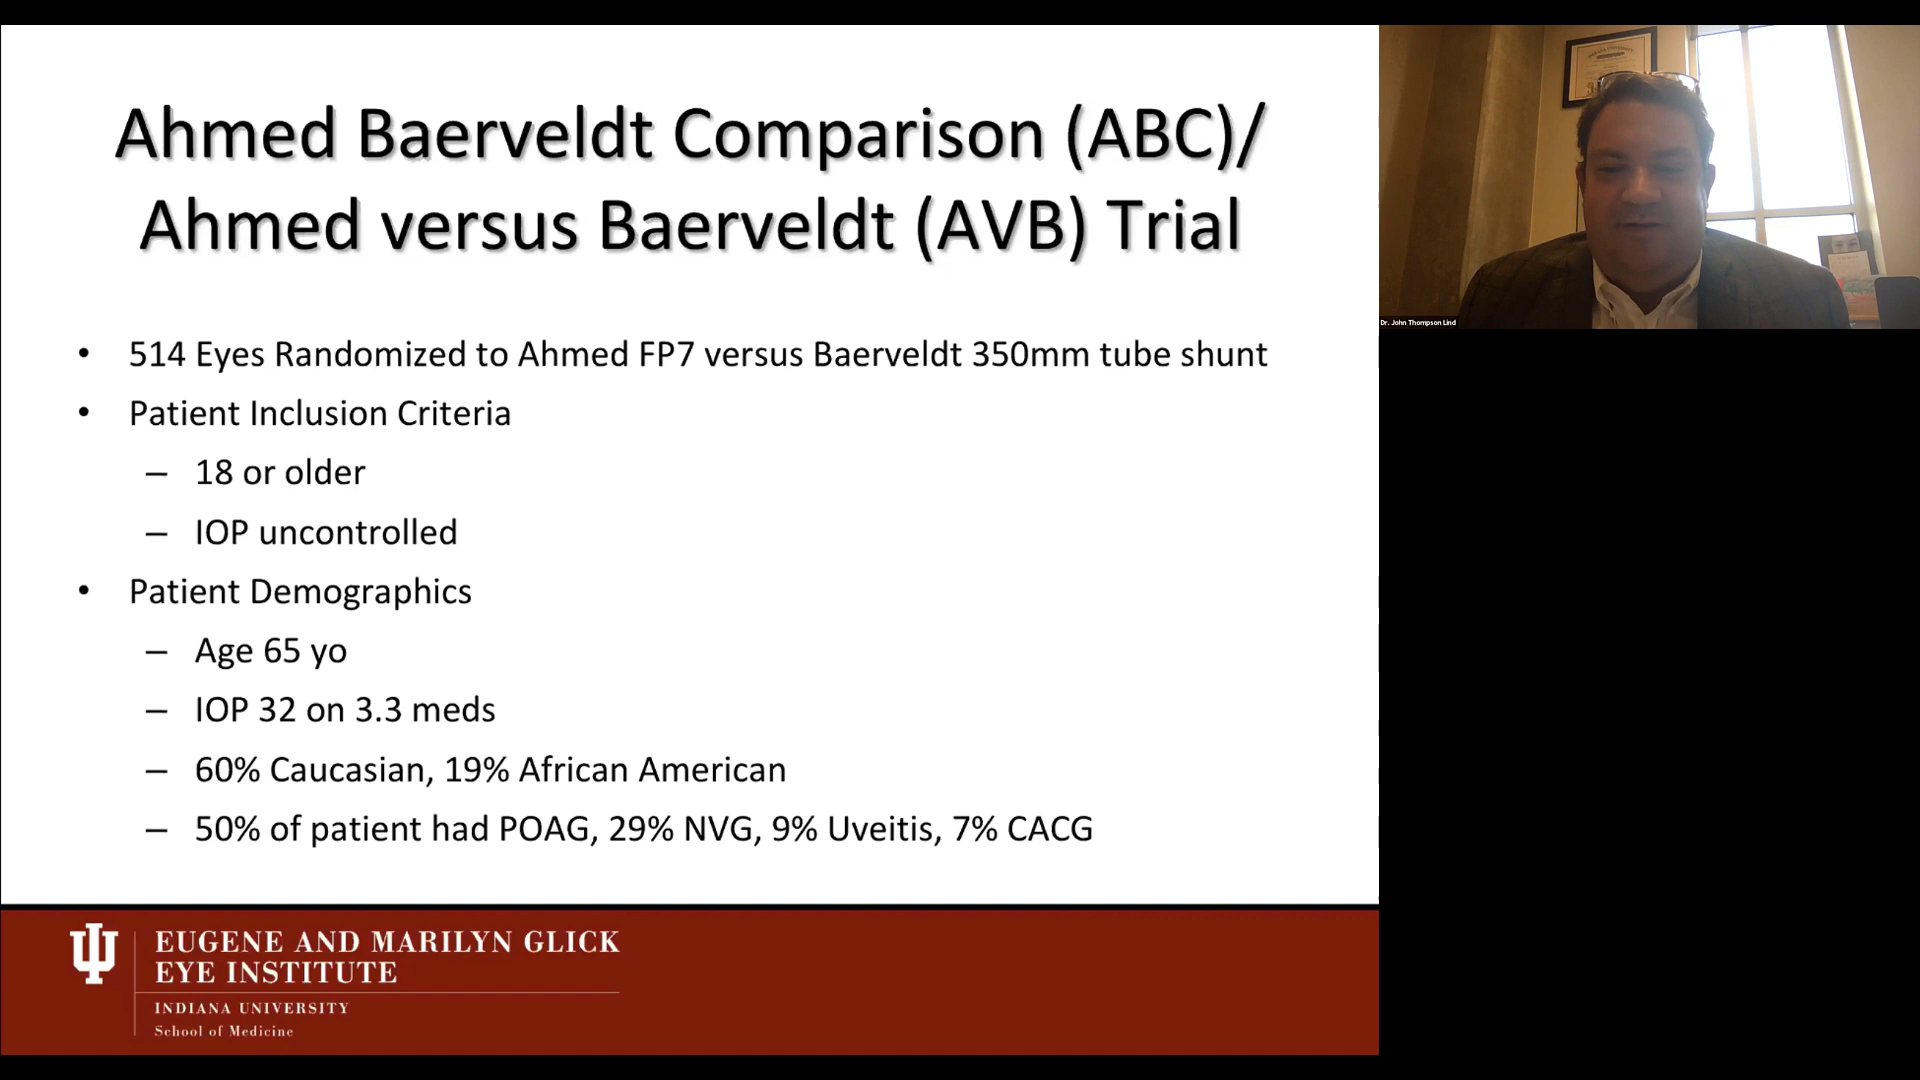 Ahmed Baerveldt Comparison (ABC)/
Ahmed versus Baerveldt (AVB) Trial
• 514 Eyes Randomized to Ahmed FP7 versus Baerveldt 350mm tube shunt
• Patient Inclusion Criteria
– 18 or older
– IOP uncontrolled
• Patient Demographics
– Age 65 yo
– IOP 32 on 3.3 meds
– 60% Caucasian, 19% African American
– 50% of patient had POAG, 29% NVG, 9% Uveitis, 7% CACG
EUGENE AND MARILYN GLICK
EYE INSTITUTE
INDIANA UNIVERSITY
School of Medicine
Dr. John Thompson Lind